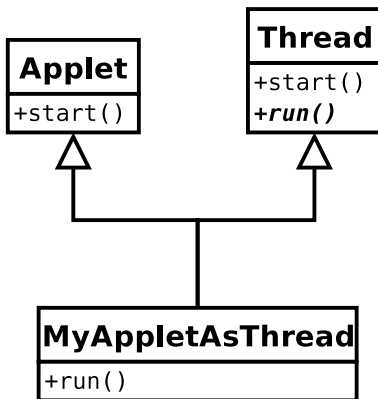 Applet
+start()
Thread
+start()
+run()
MyAppletAsThread
+run()